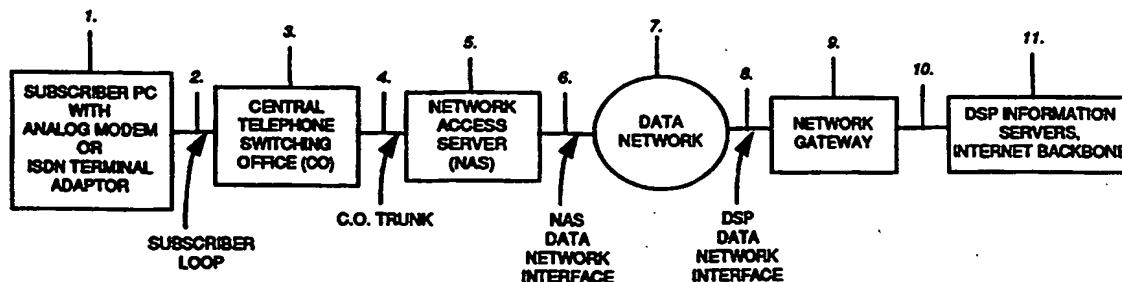 1.
2.
3.
4.
5.
6.
7.
8.
9.
10.
11.
SUBSCRIBER PC
WITH
ANALOG MODEM
OR
ISDN TERMINAL
ADAPTOR
SUBSCRIBER
LOOP
CENTRAL
TELEPHONE
SWITCHING
OFFICE (CO)
C.O. TRUNK
NETWORK
ACCESS
SERVER
(NAS)
NAS
DATA
NETWORK
INTERFACE
DATA
NETWORK
DSP
DATA
NETWORK
INTERFACE
NETWORK
GATEWAY
DSP INFORMATION
SERVERS,
INTERNET BACKBONE